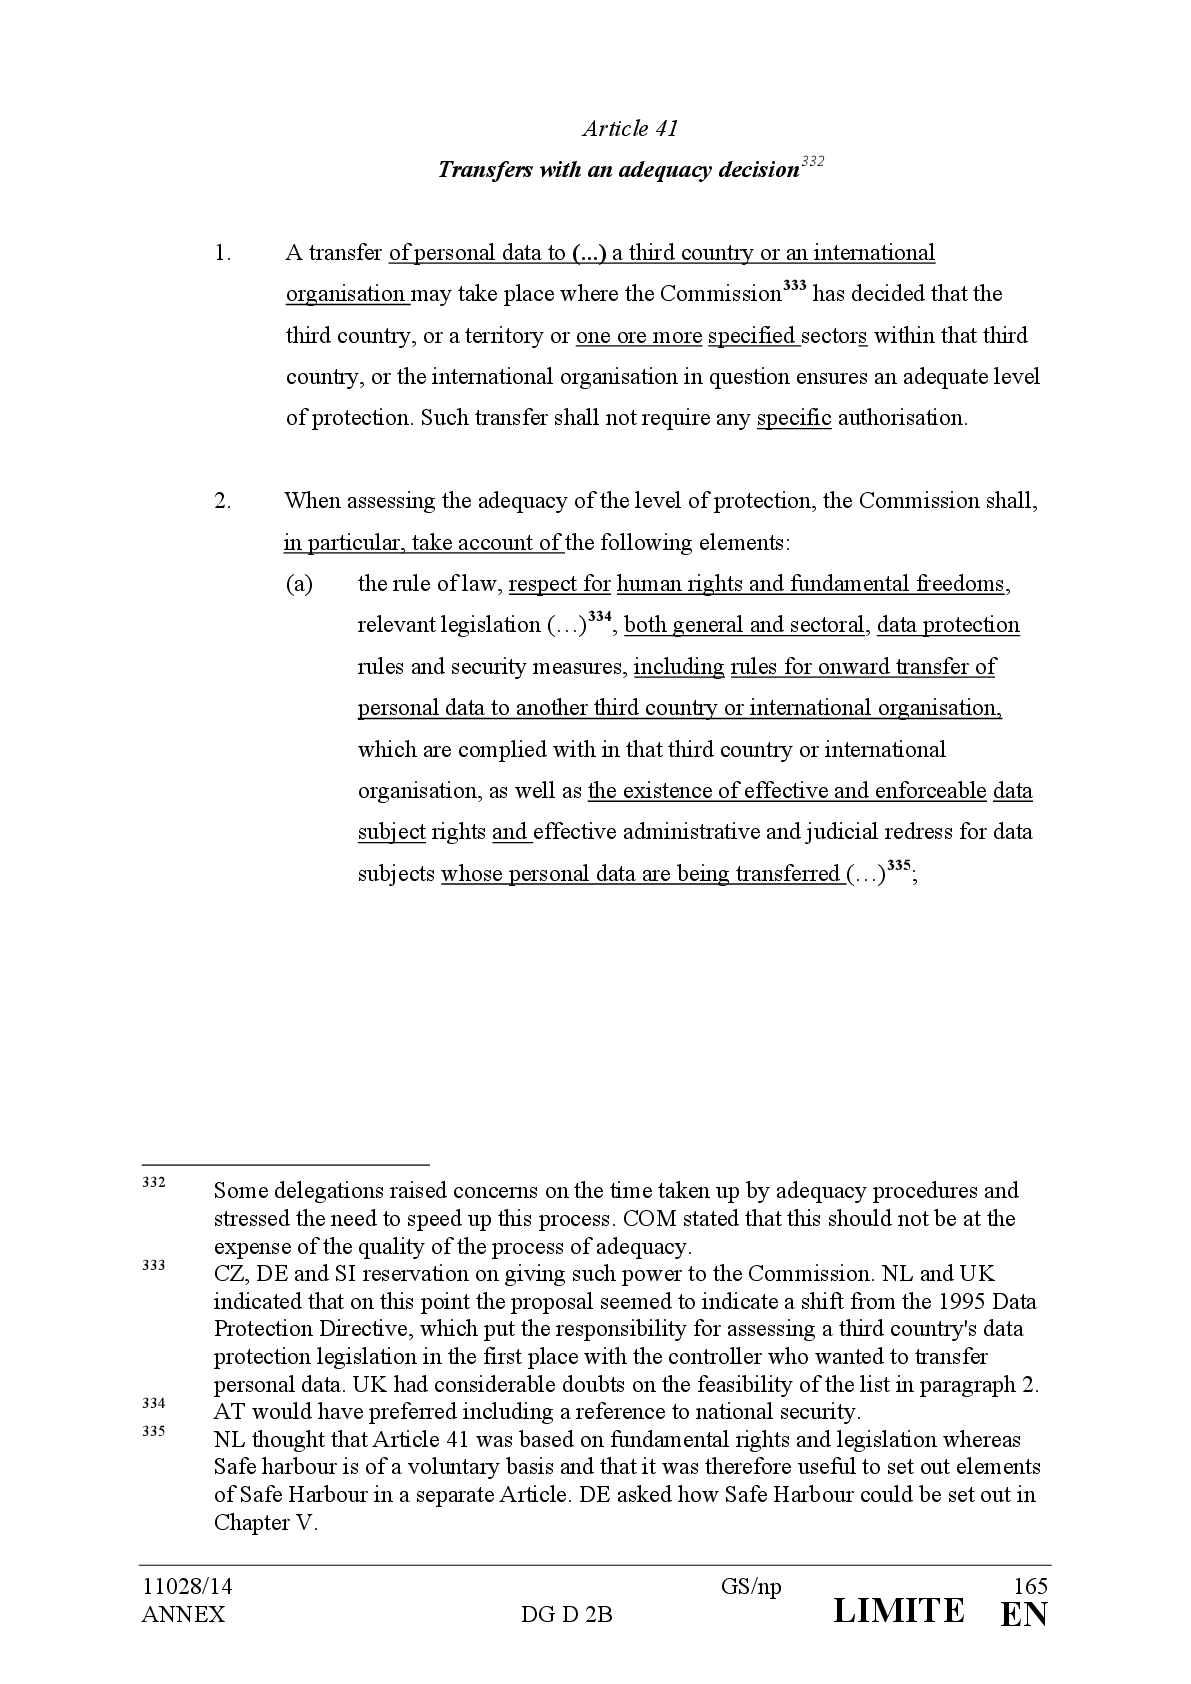 Article 41
Transfers with an adequacy decision332
1. A transfer of personal data to (...) a third country or an international
organisation may take place where the Commission333 has decided that the
third country, or a territory or one ore more specified sectors within that third
country, or the international organisation in question ensures an adequate level
of protection. Such transfer shall not require any specific authorisation.
2. When assessing the adequacy of the level of protection, the Commission shall,
in particular, take account of the following elements:
(a) the rule of law, respect for human rights and fundamental freedoms,
relevant legislation (…)334, both general and sectoral, data protection
rules and security measures, including rules for onward transfer of
personal data to another third country or international organisation,
which are complied with in that third country or international
organisation, as well as the existence of effective and enforceable data
subject rights and effective administrative and judicial redress for data
subjects whose personal data are being transferred (…)335;
332 Some delegations raised concerns on the time taken up by adequacy procedures and
stressed the need to speed up this process. COM stated that this should not be at the
expense of the quality of the process of adequacy.
333 CZ, DE and SI reservation on giving such power to the Commission. NL and UK
indicated that on this point the proposal seemed to indicate a shift from the 1995 Data
Protection Directive, which put the responsibility for assessing a third country's data
protection legislation in the first place with the controller who wanted to transfer
personal data. UK had considerable doubts on the feasibility of the list in paragraph 2.
334 AT would have preferred including a reference to national security.
335 NL thought that Article 41 was based on fundamental rights and legislation whereas
Safe harbour is of a voluntary basis and that it was therefore useful to set out elements
of Safe Harbour in a separate Article. DE asked how Safe Harbour could be set out in
Chapter V.
11028/14 GS/np 165
ANNEX DG D 2B LIMITE EN